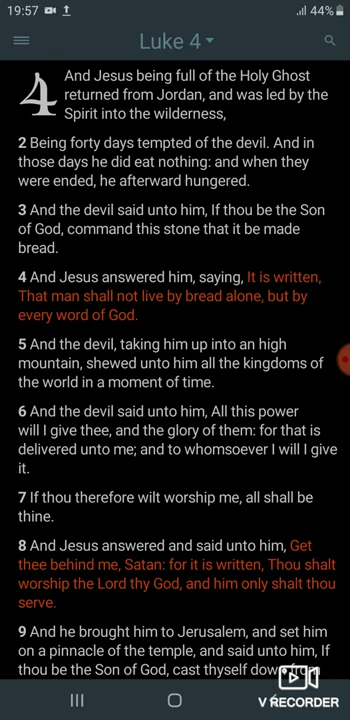 19:57
44%
Luke 4
4 And Jesus being full of the Holy Ghost
returned from Jordan, and was led by the
Spirit into the wilderness,
2 Being forty days tempted of the devil. And in
those days he did eat nothing: and when they
were ended, he afterward hungered.
3 And the devil said unto him, If thou be the Son
of God, command this stone that it be made
bread.
4 And Jesus answered him, saying, It is written,
That man shall not live by bread alone, but by
every word of God.
5 And the devil, taking him up into an high
mountain, shewed unto him all the kingdoms of
the world in a moment of time.
6 And the devil said unto him, All this power
will I give thee, and the glory of them: for that is
delivered unto me; and to whomsoever I will I give
it.
7 If thou therefore wilt worship me, all shall be
thine.
8 And Jesus answered and said unto him, Get
thee behind me, Satan: for it is written, Thou shalt
worship the Lord thy God, and him only shalt thou
serve.
9 And he brought him to Jerusalem, and set him
on a pinnacle of the temple, and said unto him, If
thou be the Son of God, cast thyself down from
V RECORDER